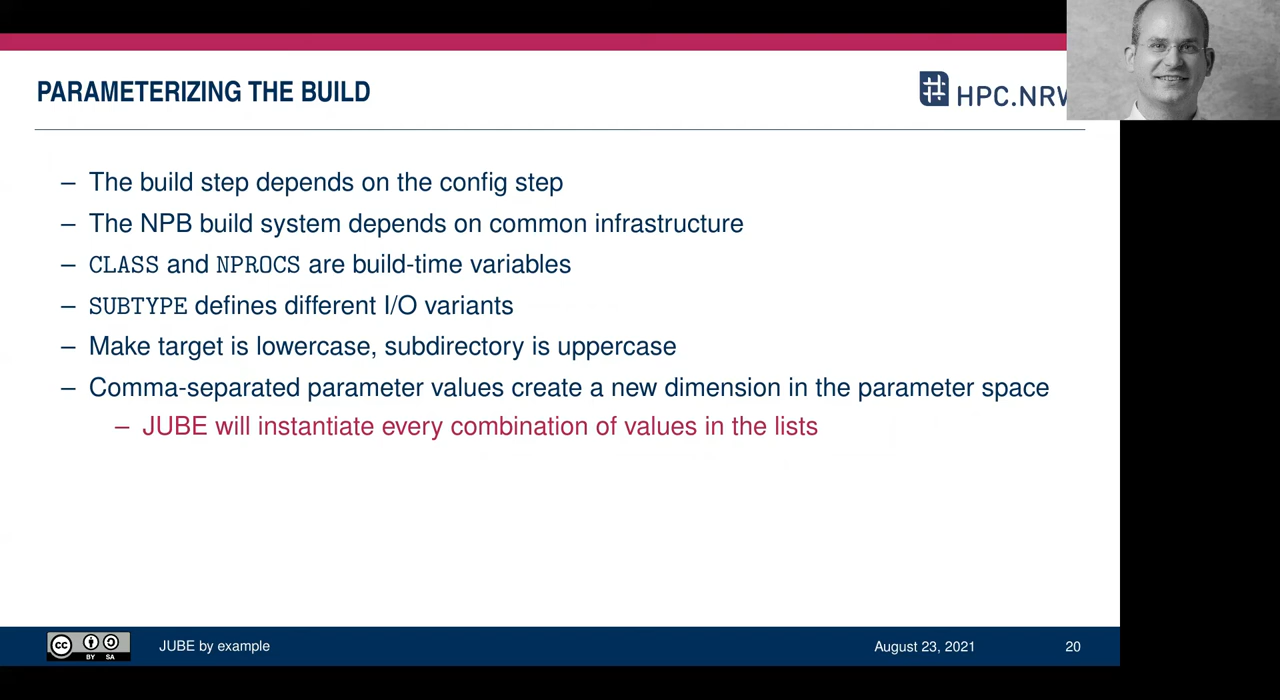 PARAMETERIZING THE BUILD
HPC.NRW
– The build step depends on the config step
– The NPB build system depends on common infrastructure
– CLASS and NPROCS are build-time variables
– SUBTYPE defines different I/O variants
– Make target is lowercase, subdirectory is uppercase
– Comma-separated parameter values create a new dimension in the parameter space
– JUBE will instantiate every combination of values in the lists
cc BY SA
JUBE by example
August 23, 2021
20